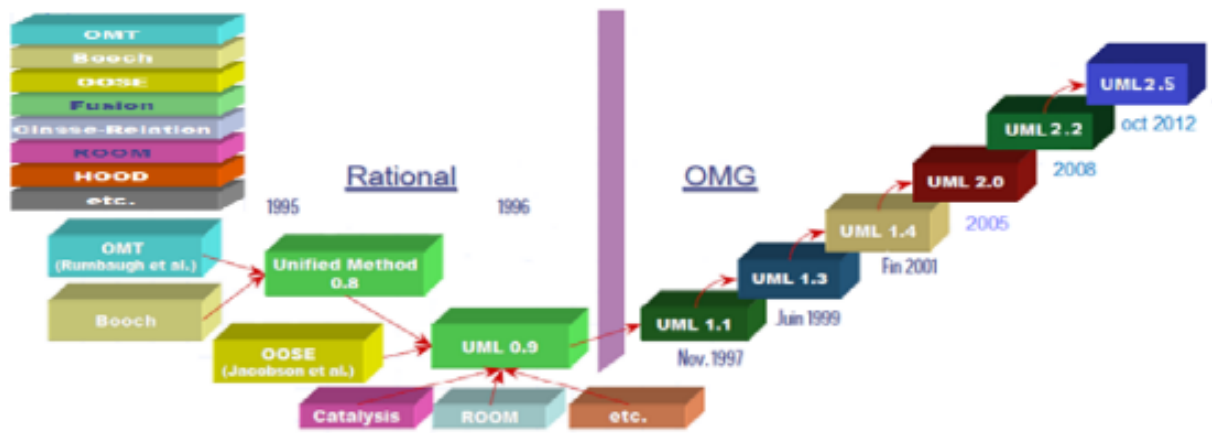 OMT
Booch
OOSE
Fusion
Classe-Relation
ROOM
HOOD
etc.
Rational
OMG
1995
1996
OMT
(Rumbaugh et al.)
Booch
Unified Method
0.8
OOSE
(Jacobson et al.)
UML 0.9
Catalysis
ROOM
etc.
UML 1.1
Nov. 1997
UML 1.3
Juin 1999
UML 1.4
Fin 2001
UML 2.0
2005
UML 2.2
2008
UML 2.5
oct 2012